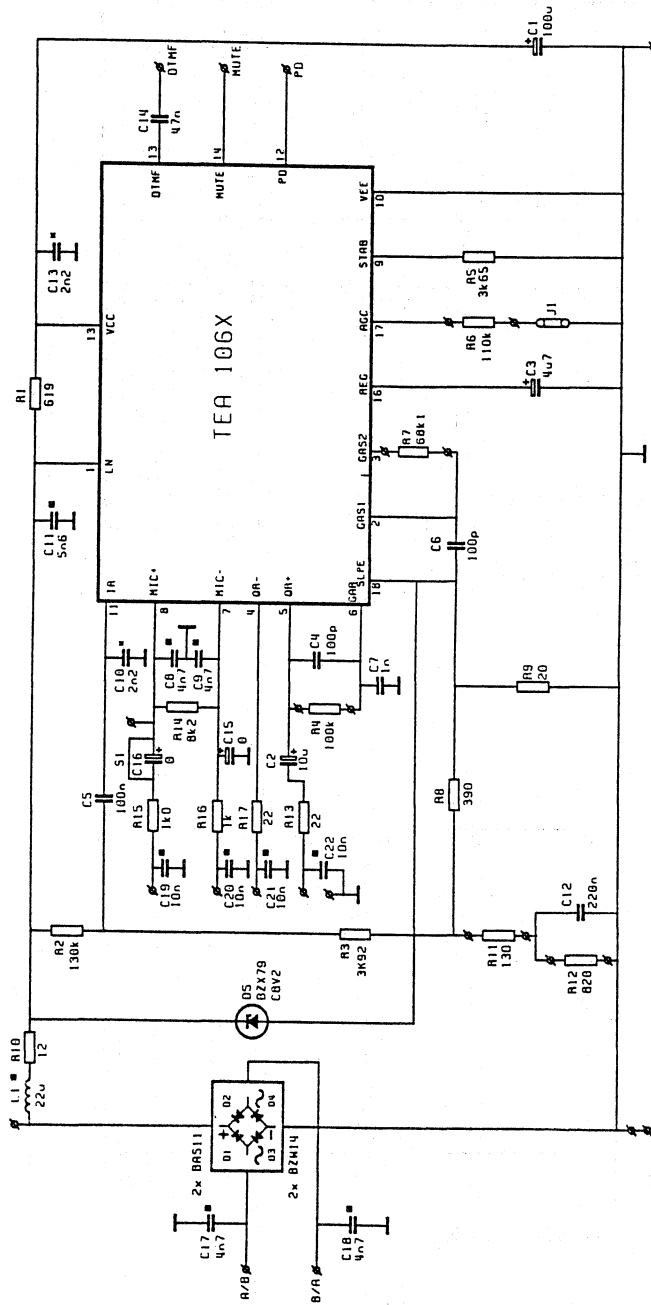 A/B
B/A
C17 *
4n7
C18 *
4n7
2x BAS11
2x BZW14
D1
D2
D3
D4
+
-
L1 *
22u
R10
12
D5
BZX79
C8V2
R2
130k
C5
100n
R3
3K92
R11
130
R12
820
C12
220n
R8
390
R9
20
C19 *
10n
R15
1k0
S1
C16
0
+
R14
8k2
C20 *
10n
R16
1k
C15
0
+
C21 *
10n
R17
22
C22 *
10n
R13
22
C2
10u
+
R4
100k
C4
100p
C7
1n
C10 *
2n2
C8 *
4n7
C9 *
4n7
C11 *
5n6
R1
619
C13 *
2n2
TEA 106X
1
LN
13
VCC
11
IR
8
MIC+
7
MIC-
4
QR-
5
QR+
6
GAR
18
SLPE
2
GAS1
3
GAS2
16
REG
17
AGC
9
STAB
10
VEE
13
DTMF
14
MUTE
12
PD
C14
47n
DTMF
MUTE
PD
C6
100p
R7
68k1
C3
4u7
+
R6
110k
J1
R5
3k65
C1
100u
+